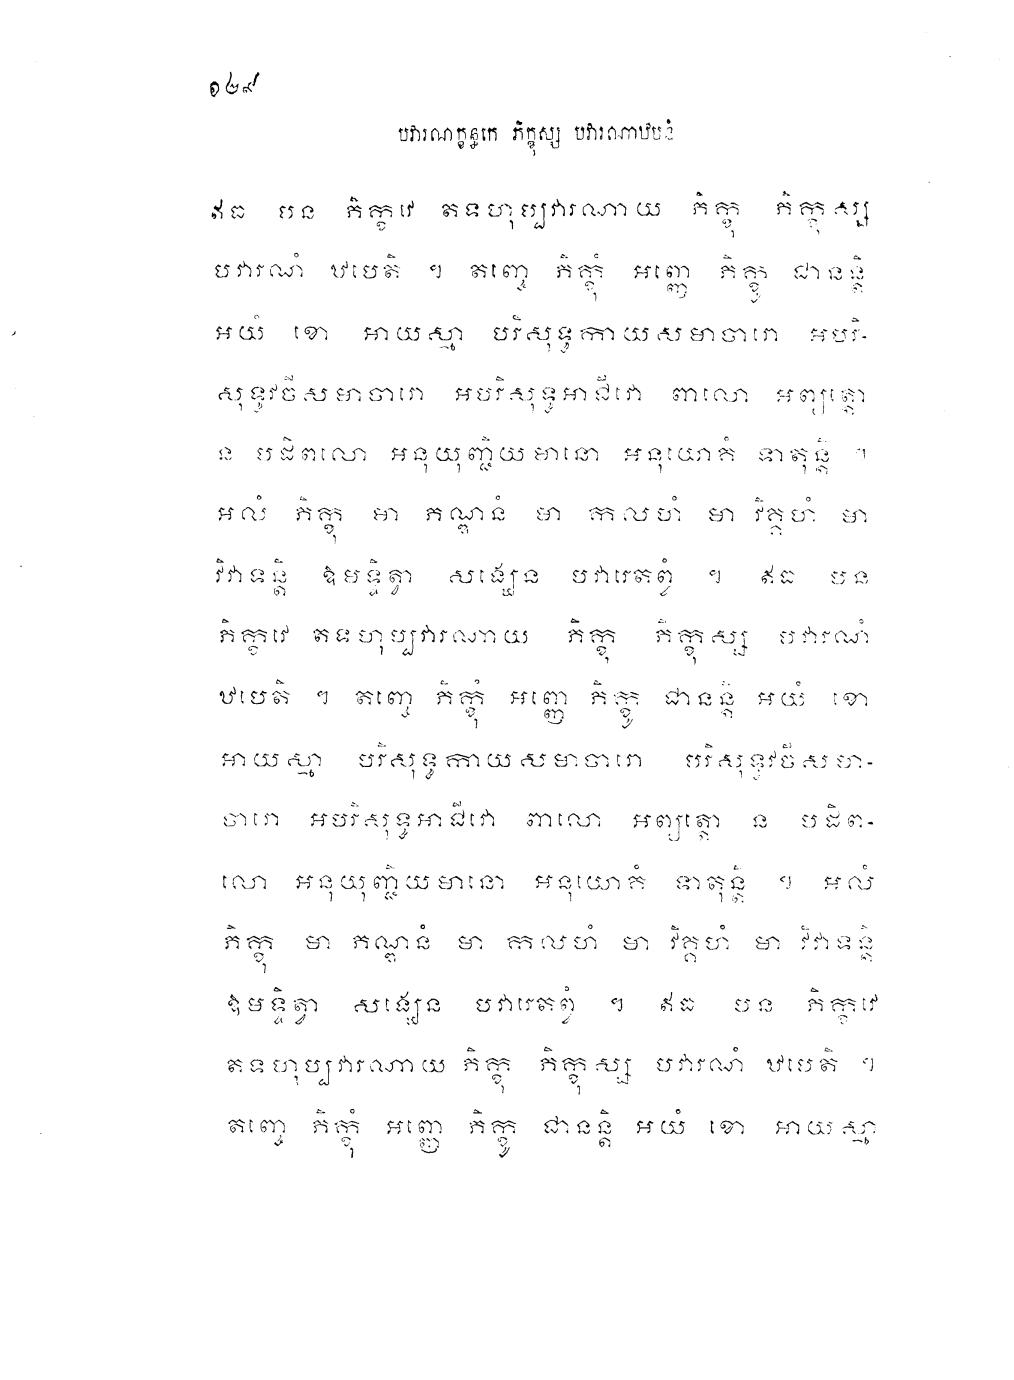 ១២៩
បវារណក្ខន្ធកេ ភិក្ខុស្ស បវារណាឋបនំ
ឥធ បន ភិក្ខវេ តទហុប្បវារណាយ ភិក្ខុ ភិក្ខុស្ស
បវារណំ ឋបេតិ ។ តញ្ចេ ភិក្ខុំ អញ្ញេ ភិក្ខូ ជានន្តិ
អយំ ខោ អាយស្មា បរិសុទ្ធកាយសមាចារោ អបរិ-
សុទ្ធវចីសមាចារោ អបរិសុទ្ធអាជីវោ ពាលោ អព្យត្តោ
ន បដិពលោ អនុយុញ្ជិយមានោ អនុយោគំ ទាតុន្តិ ។
អលំ ភិក្ខុ មា ភណ្ឌនំ មា កលហំ មា វិគ្គហំ មា
វិវាទន្តិ ឱមទ្ទិត្វា សង្ឃេន បវារេតព្វំ ។ ឥធ បន
ភិក្ខវេ តទហុប្បវារណាយ ភិក្ខុ ភិក្ខុស្ស បវារណំ
ឋបេតិ ។ តញ្ចេ ភិក្ខុំ អញ្ញេ ភិក្ខូ ជានន្តិ អយំ ខោ
អាយស្មា បរិសុទ្ធកាយសមាចារោ បរិសុទ្ធវចីសមា-
ចារោ អបរិសុទ្ធអាជីវោ ពាលោ អព្យត្តោ ន បដិព-
លោ អនុយុញ្ជិយមានោ អនុយោគំ ទាតុន្តិ ។ អលំ
ភិក្ខុ មា ភណ្ឌនំ មា កលហំ មា វិគ្គហំ មា វិវាទន្តិ
ឱមទ្ទិត្វា សង្ឃេន បវារេតព្វំ ។ ឥធ បន ភិក្ខវេ
តទហុប្បវារណាយ ភិក្ខុ ភិក្ខុស្ស បវារណំ ឋបេតិ ។
តញ្ចេ ភិក្ខុំ អញ្ញេ ភិក្ខូ ជានន្តិ អយំ ខោ អាយស្មា